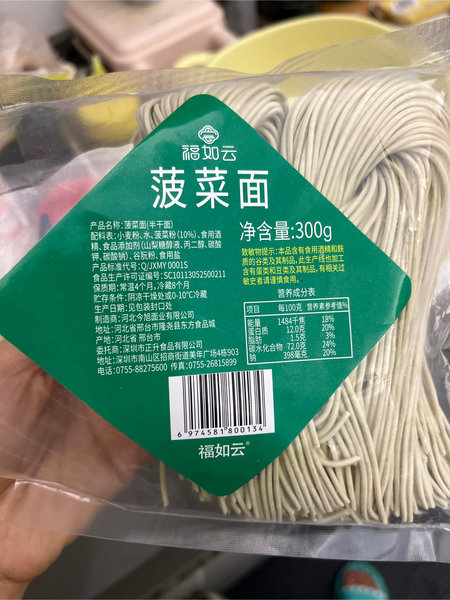 福如云
菠菜面
净含量:300g
产品名称:菠菜面(半干面)
配料表:小麦粉、水、菠菜粉(10%)、食用酒
精、食品添加剂(山梨糖醇液、丙二醇、碳酸
钾、碳酸钠)、谷朊粉、食用盐
产品标准代号:Q/JXMY 0001S
食品生产许可证编号:SC10113052500211
保质期:常温4个月,冷藏8个月
贮存条件:阴凉干燥处或0-10℃冷藏
生产日期:见包装封口处
制造商:河北今旭面业有限公司
地址:河北省邢台市隆尧县东方食品城
产地:河北省邢台市
委托商:深圳市正升食品有限公司
地址:深圳市南山区招商街道美年广场4栋903
电话:0755-88275600 传真:0755-26815899
致敏物提示:本品含有食用酒精和麸
质的谷类及其制品,此生产线也加工
含有蛋类和豆类及其制品,有相关过
敏史者请谨慎食用。
营养成分表
项目 每100克 营养素参考值%
能量 1484千焦 18%
蛋白质 12.0克 20%
脂肪 1.5克 3%
碳水化合物 72.0克 24%
钠 398毫克 20%
6 974581 800134
福如云